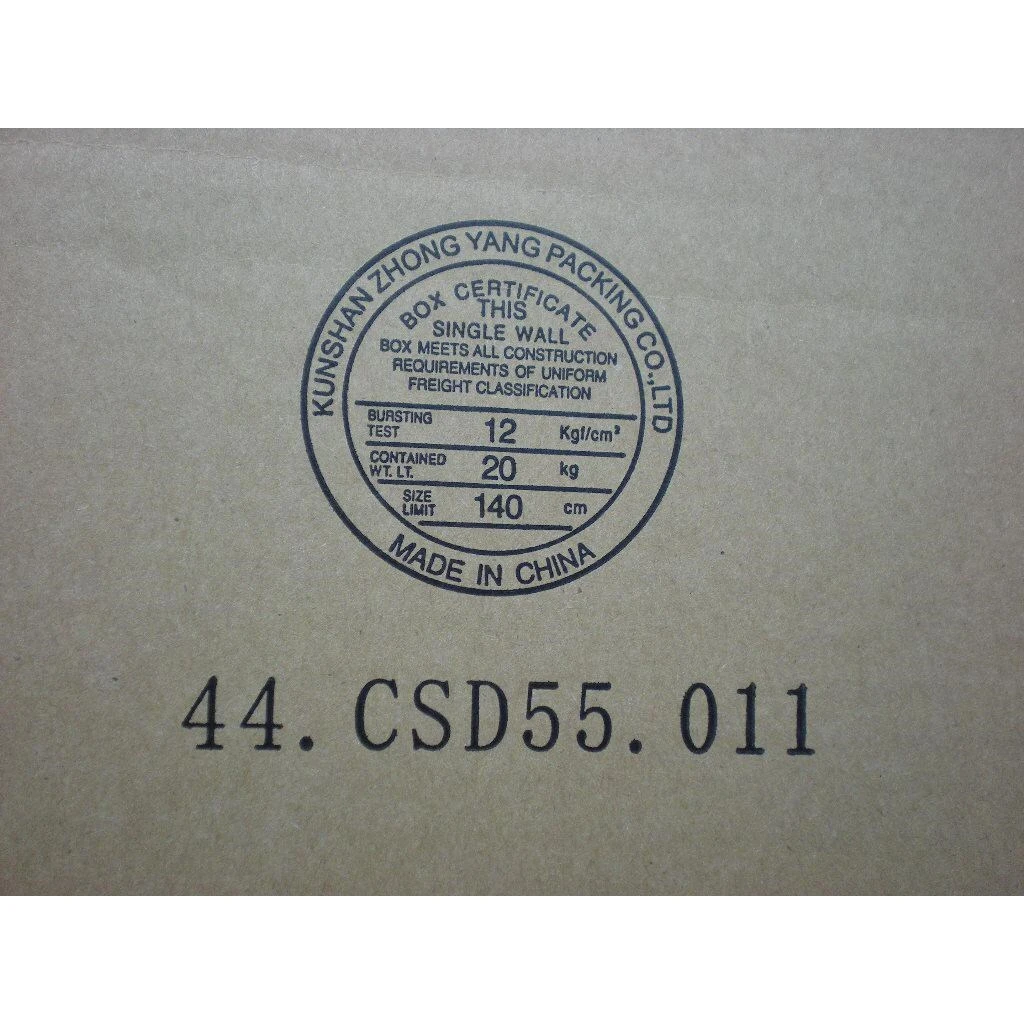 KUNSHAN ZHONG YANG PACKING CO.,LTD
BOX CERTIFICATE
THIS
SINGLE WALL
BOX MEETS ALL CONSTRUCTION
REQUIREMENTS OF UNIFORM
FREIGHT CLASSIFICATION
BURSTING TEST 12 Kgf/cm²
CONTAINED WT. LT. 20 kg
SIZE LIMIT 140 cm
MADE IN CHINA
44.CSD55.011